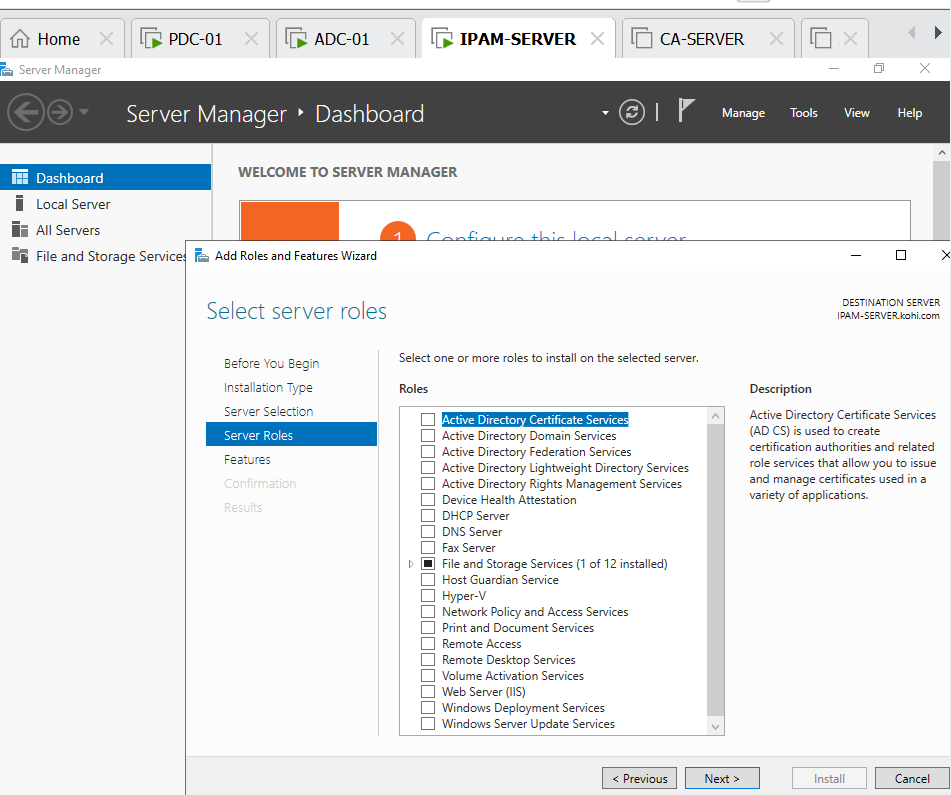 Home
PDC-01
ADC-01
IPAM-SERVER
CA-SERVER
Server Manager
Server Manager Dashboard
Manage Tools View Help
Dashboard
Local Server
All Servers
File and Storage Services
WELCOME TO SERVER MANAGER
1 Configure this local server
Add Roles and Features Wizard
Select server roles
DESTINATION SERVER
IPAM-SERVER.kohi.com
Before You Begin
Installation Type
Server Selection
Server Roles
Features
Confirmation
Results
Select one or more roles to install on the selected server.
Roles
Active Directory Certificate Services
Active Directory Domain Services
Active Directory Federation Services
Active Directory Lightweight Directory Services
Active Directory Rights Management Services
Device Health Attestation
DHCP Server
DNS Server
Fax Server
File and Storage Services (1 of 12 installed)
Host Guardian Service
Hyper-V
Network Policy and Access Services
Print and Document Services
Remote Access
Remote Desktop Services
Volume Activation Services
Web Server (IIS)
Windows Deployment Services
Windows Server Update Services
Description
Active Directory Certificate Services
(AD CS) is used to create
certification authorities and related
role services that allow you to issue
and manage certificates used in a
variety of applications.
< Previous
Next >
Install
Cancel